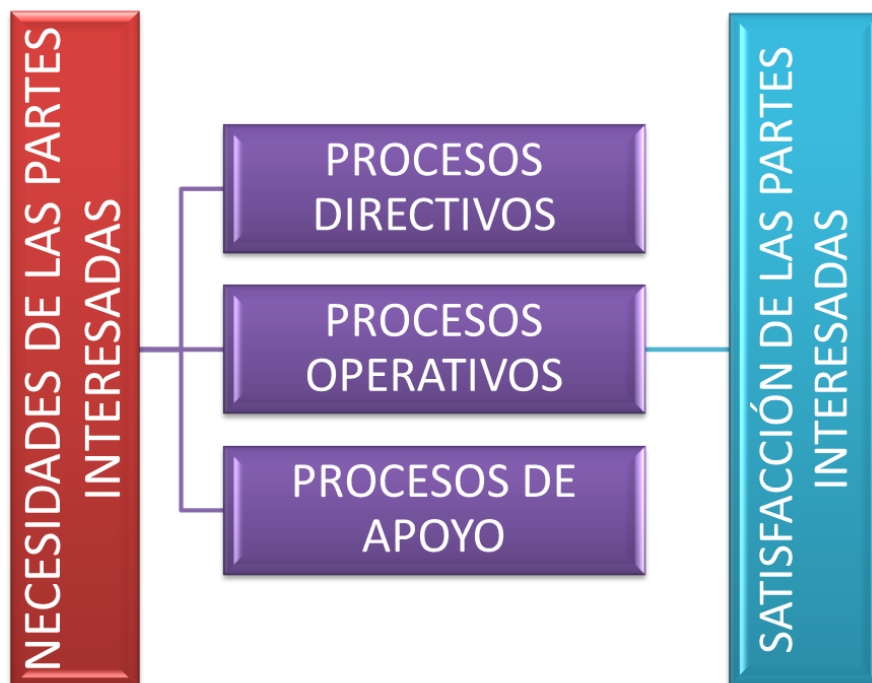 NECESIDADES DE LAS PARTES
INTERESADAS
PROCESOS
DIRECTIVOS
PROCESOS
OPERATIVOS
PROCESOS DE
APOYO
SATISFACCIÓN DE LAS PARTES
INTERESADAS